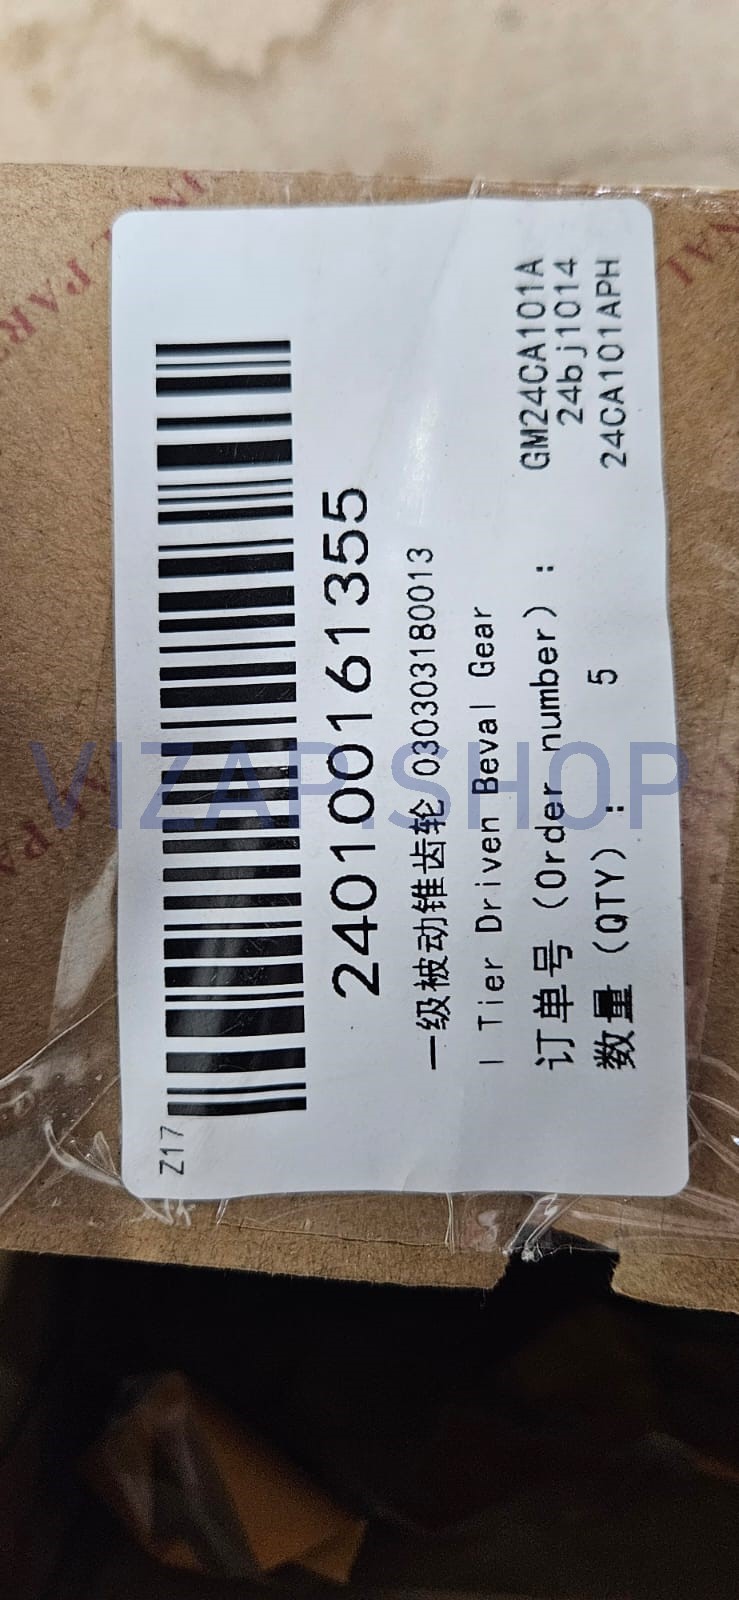 Z17
2401000161355
一级被动锥齿轮 030303180013
I Tier Driven Beval Gear
订单号（Order number）： GM24CA101A
24bj1014
数量（QTY）： 5 24CA101APH
VIZAP.SHOP